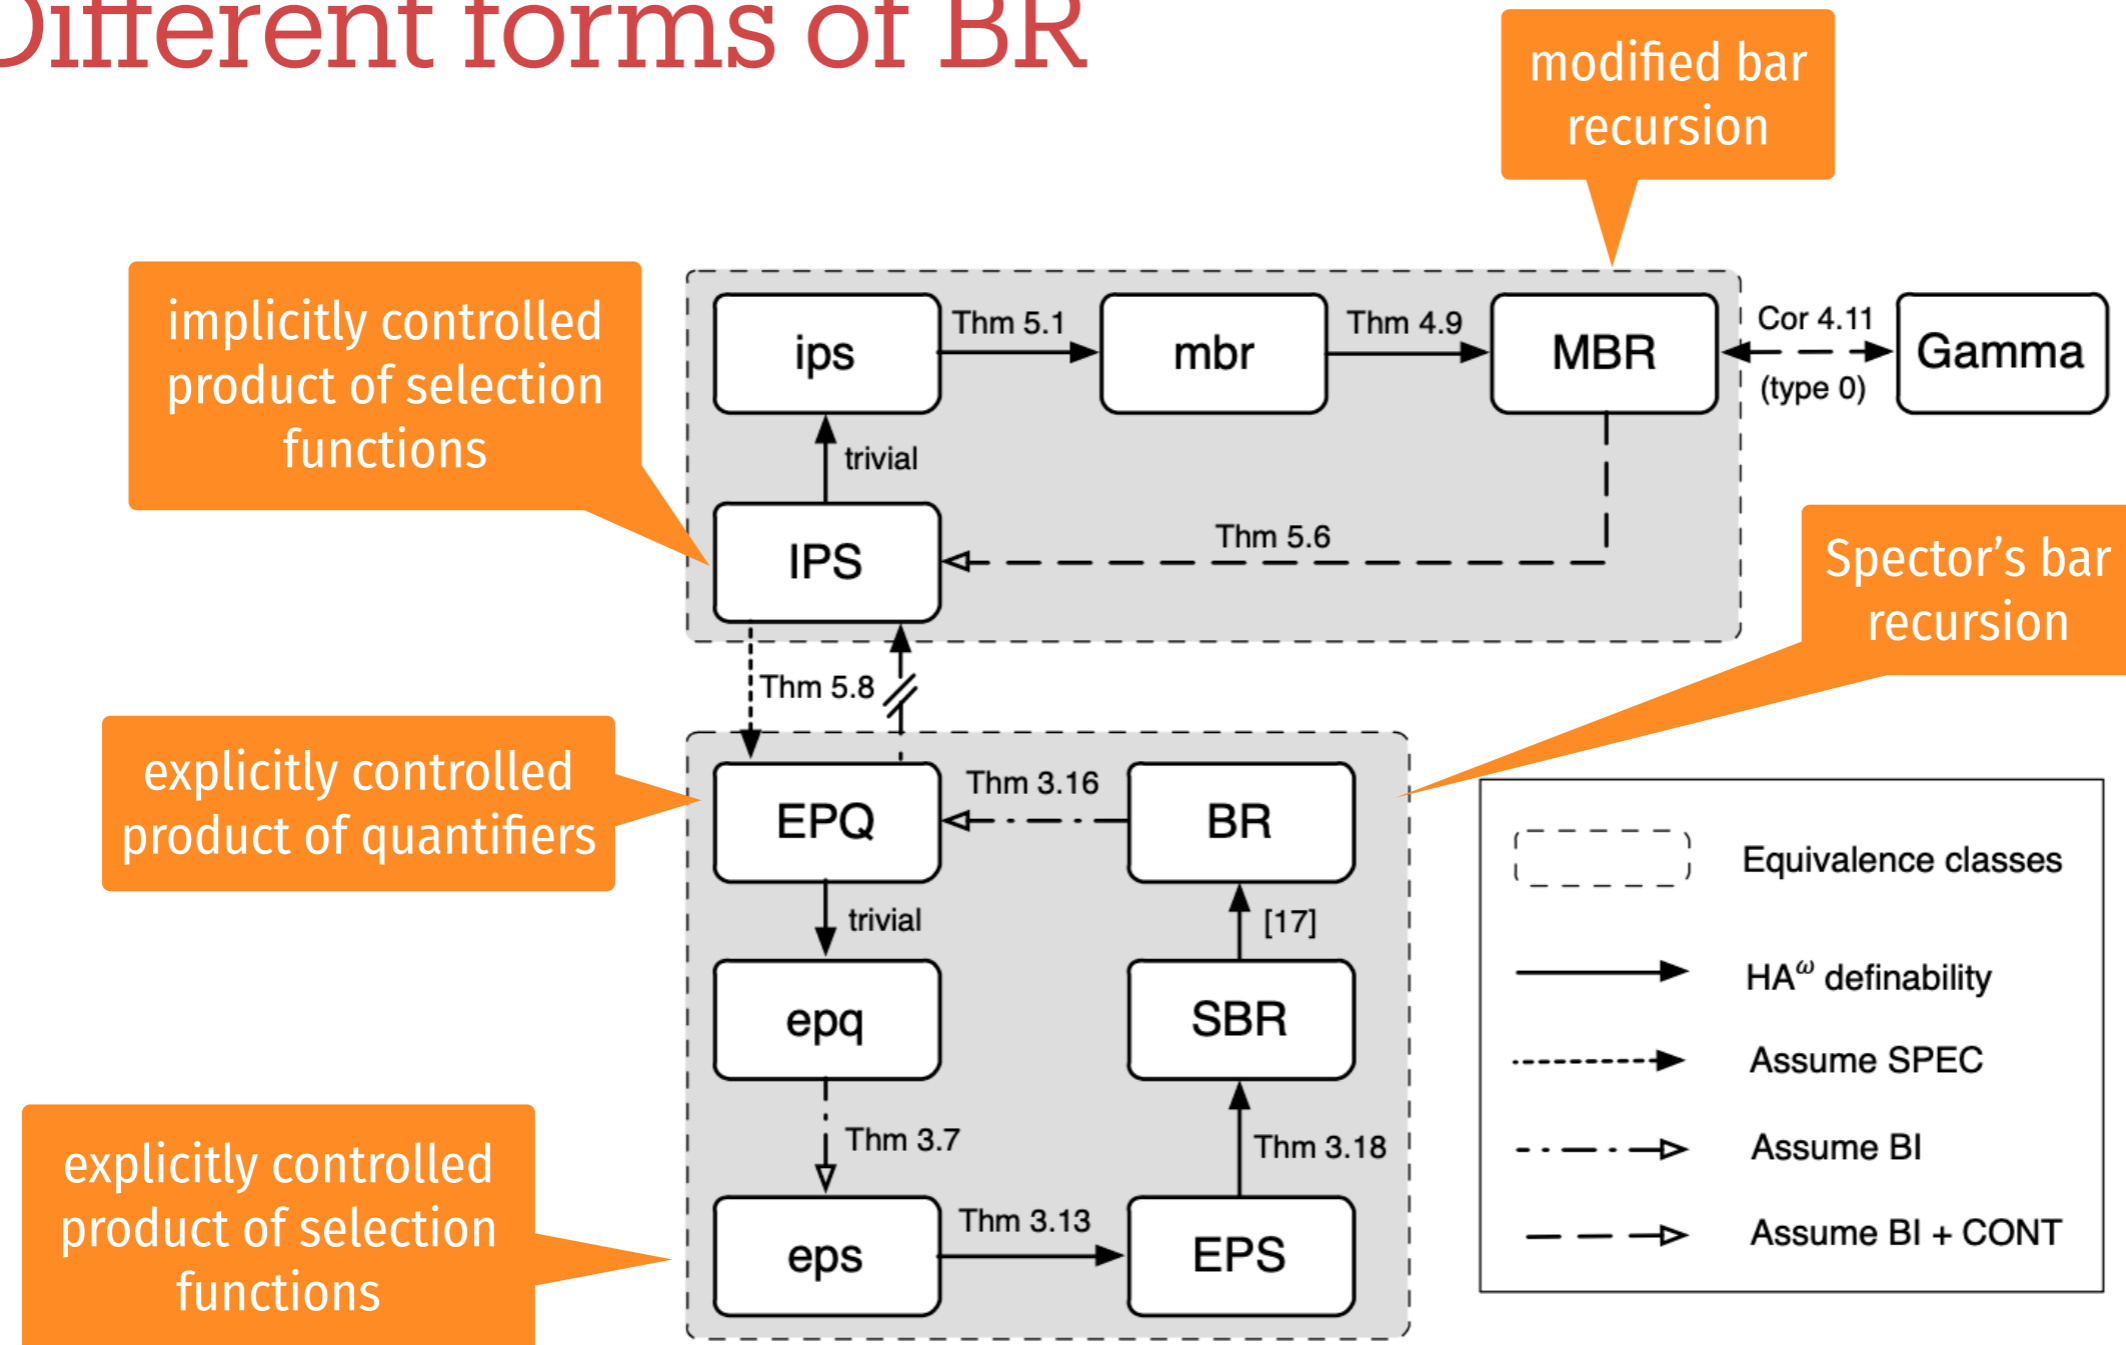 Different forms of BR
modified bar
recursion
implicitly controlled
product of selection
functions
ips
Thm 5.1
mbr
Thm 4.9
MBR
Cor 4.11
(type 0)
Gamma
trivial
IPS
Thm 5.6
Spector's bar
recursion
Thm 5.8
explicitly controlled
product of quantifiers
EPQ
Thm 3.16
BR
trivial
[17]
epq
SBR
Thm 3.7
Thm 3.18
explicitly controlled
product of selection
functions
eps
Thm 3.13
EPS
Equivalence classes
HA^ω definability
Assume SPEC
Assume BI
Assume BI + CONT